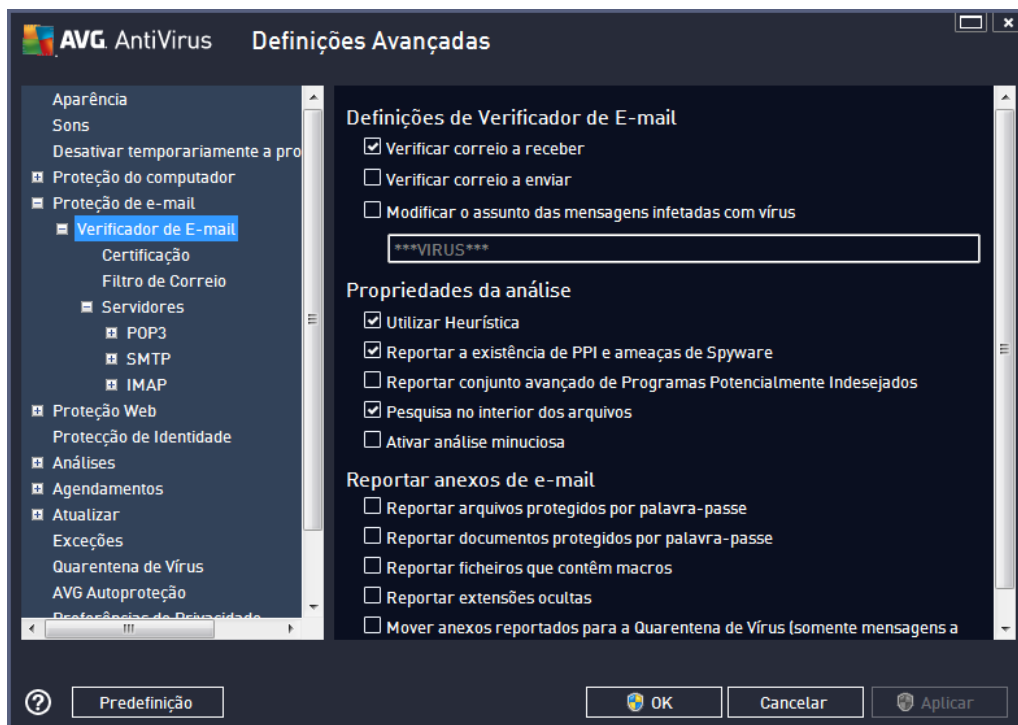 AVG. AntiVirus Definições Avançadas
Aparência
Sons
Desativar temporariamente a pro
Proteção do computador
Proteção de e-mail
Verificador de E-mail
Certificação
Filtro de Correio
Servidores
POP3
SMTP
IMAP
Proteção Web
Protecção de Identidade
Análises
Agendamentos
Atualizar
Exceções
Quarentena de Vírus
AVG Autoproteção
Preferências de Privacidade
Definições de Verificador de E-mail
Verificar correio a receber
Verificar correio a enviar
Modificar o assunto das mensagens infetadas com vírus
***VIRUS***
Propriedades da análise
Utilizar Heurística
Reportar a existência de PPI e ameaças de Spyware
Reportar conjunto avançado de Programas Potencialmente Indesejados
Pesquisa no interior dos arquivos
Ativar análise minuciosa
Reportar anexos de e-mail
Reportar arquivos protegidos por palavra-passe
Reportar documentos protegidos por palavra-passe
Reportar ficheiros que contêm macros
Reportar extensões ocultas
Mover anexos reportados para a Quarentena de Vírus (somente mensagens a
Predefinição
OK
Cancelar
Aplicar